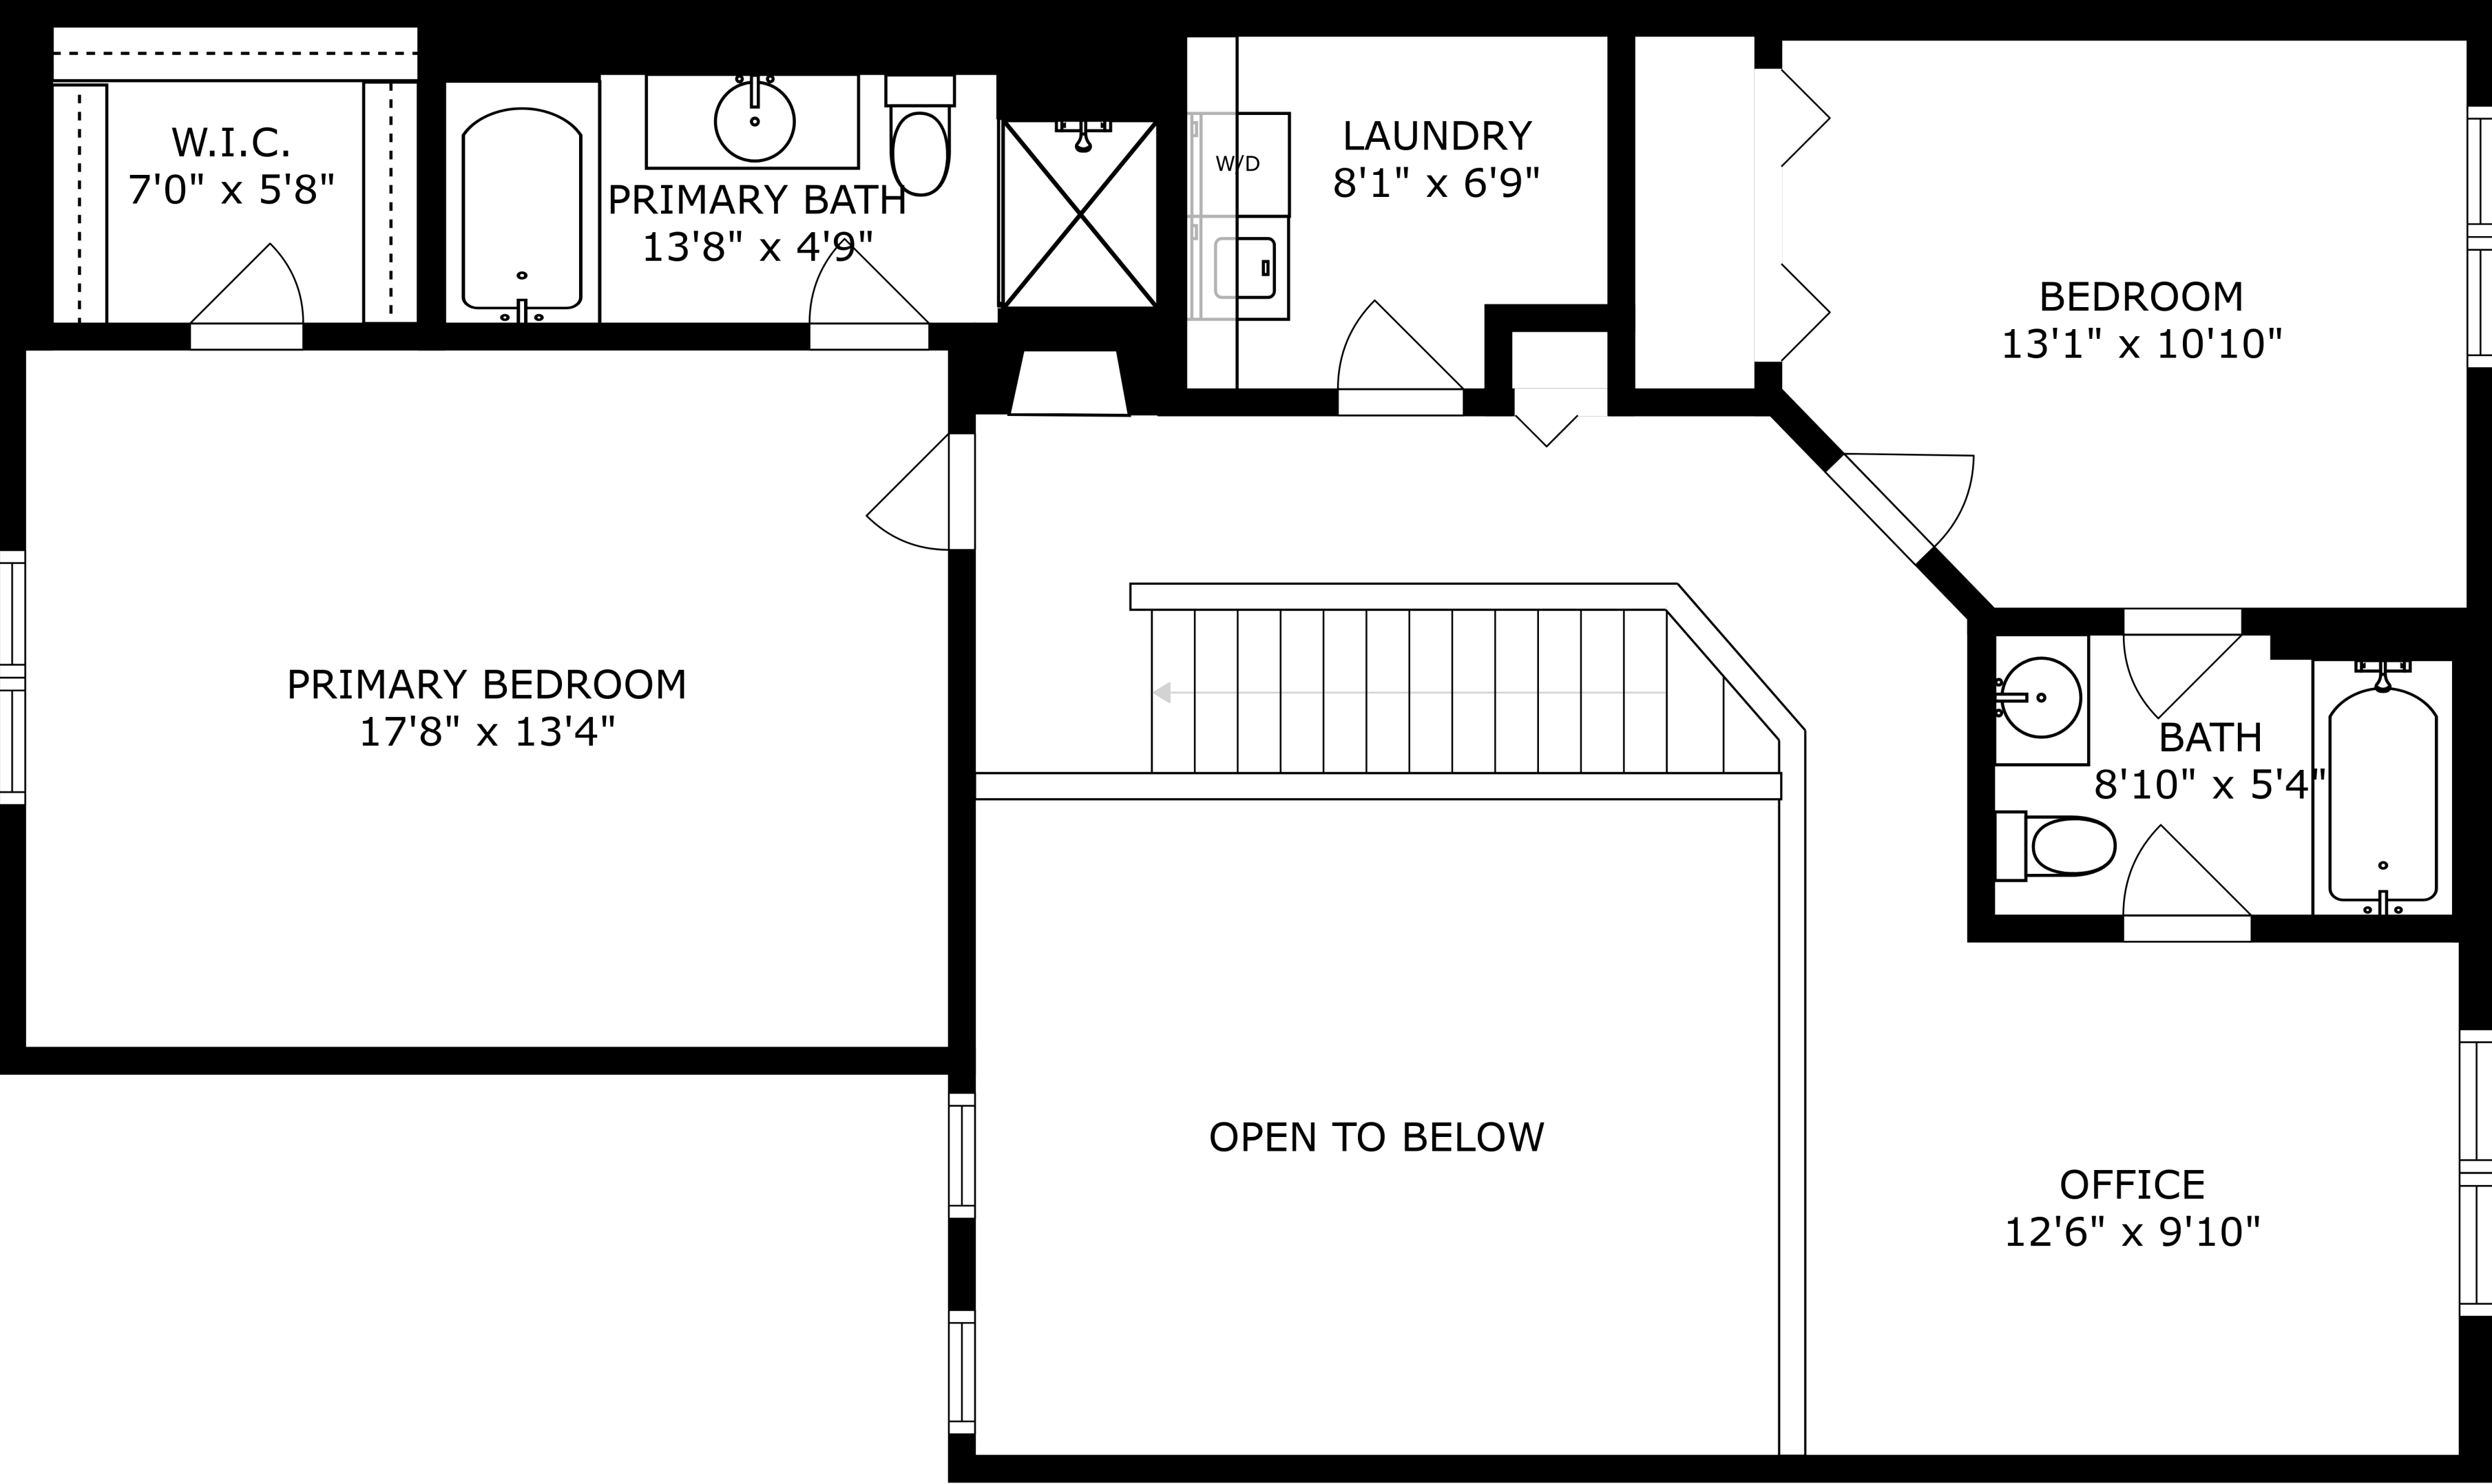 W.I.C.
7'0" x 5'8"
PRIMARY BATH
13'8" x 4'9"
W/D
LAUNDRY
8'1" x 6'9"
BEDROOM
13'1" x 10'10"
PRIMARY BEDROOM
17'8" x 13'4"
BATH
8'10" x 5'4"
OPEN TO BELOW
OFFICE
12'6" x 9'10"